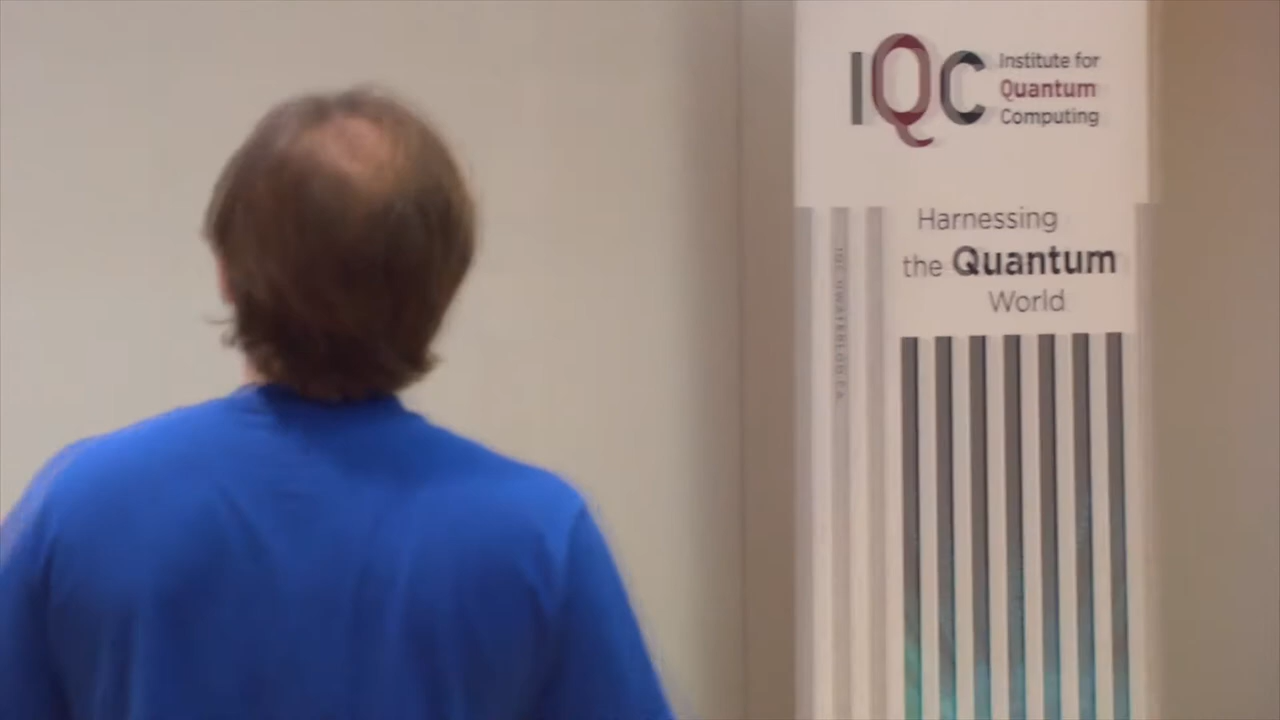 IQC
Institute for
Quantum
Computing
Harnessing
the Quantum
World